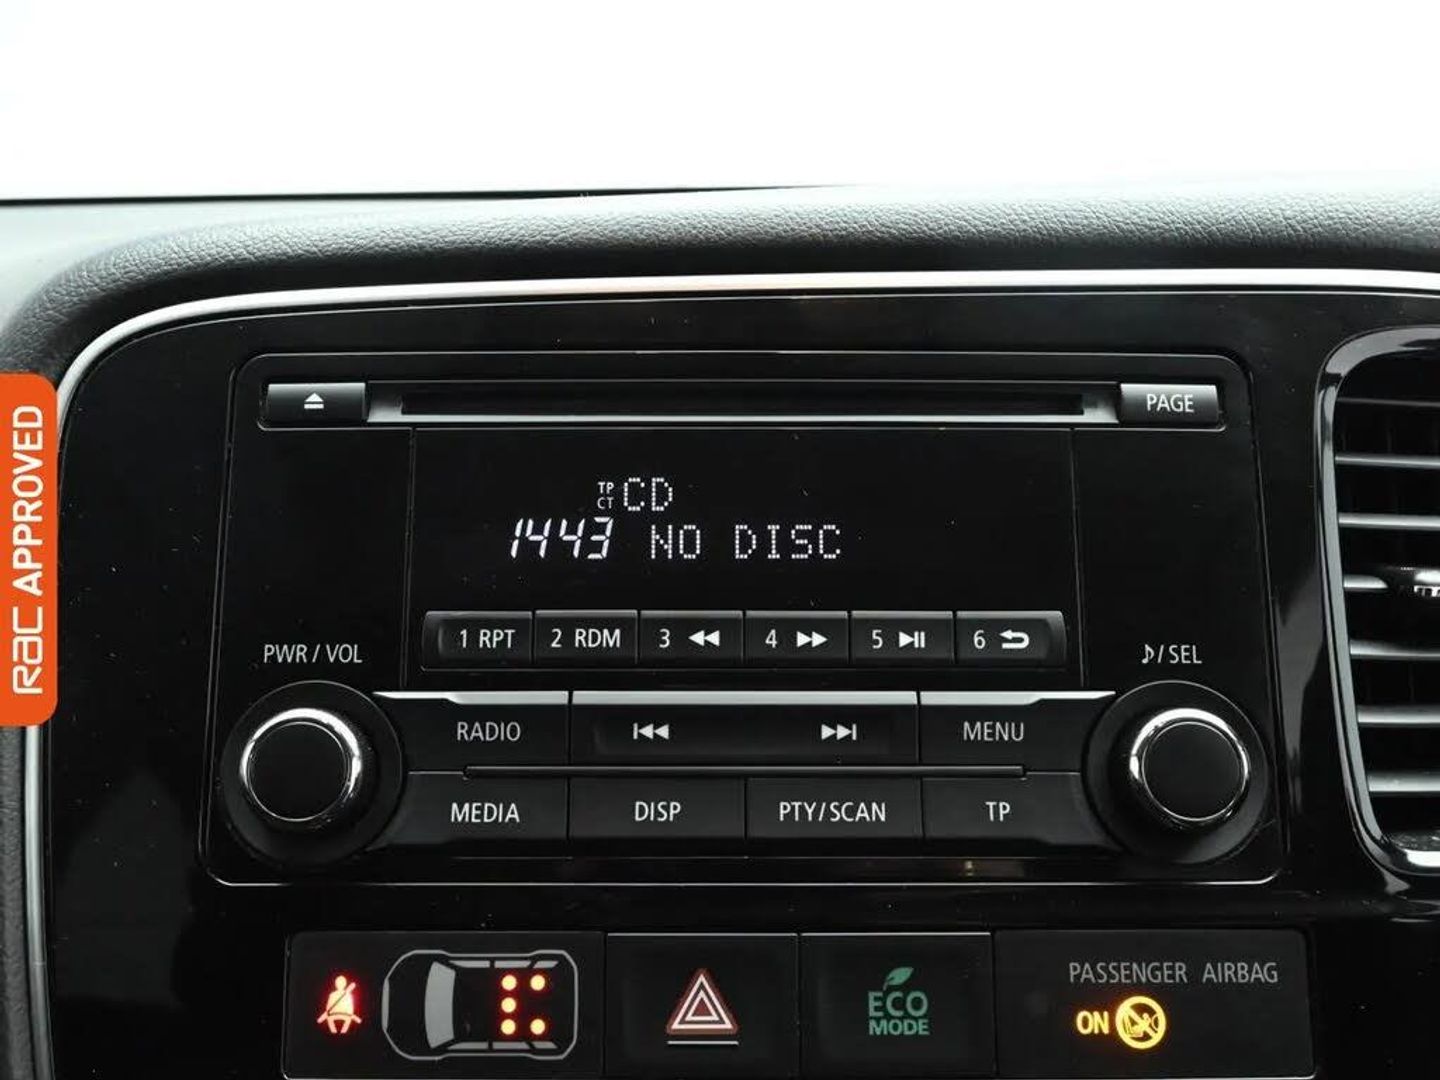 RAC APPROVED
PAGE
TP
CT
CD
1443 NO DISC
1 RPT 2 RDM 3 4 5 6
PWR / VOL
♪/ SEL
RADIO MENU
MEDIA DISP PTY/SCAN TP
ECO
MODE
PASSENGER AIRBAG
ON